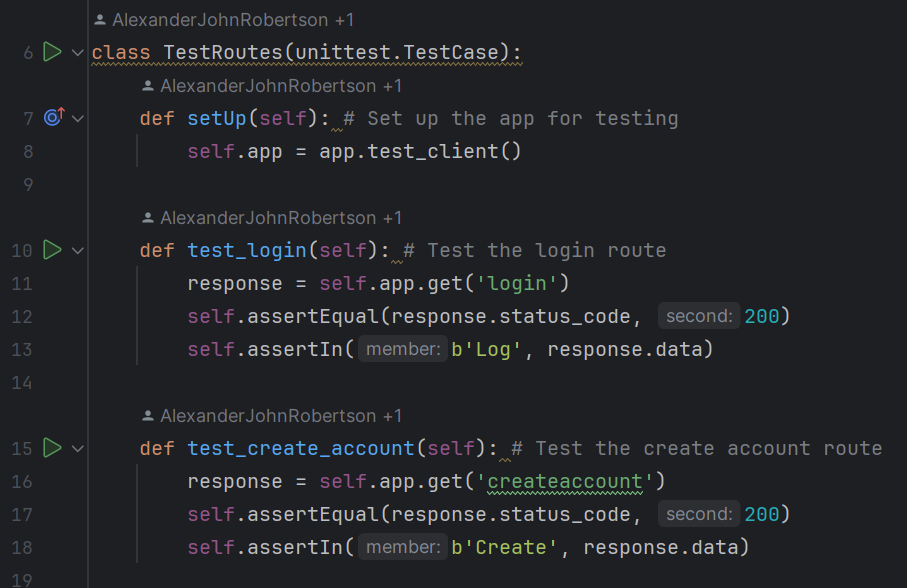 AlexanderJohnRobertson +1
6 class TestRoutes(unittest.TestCase):
AlexanderJohnRobertson +1
7 def setUp(self): # Set up the app for testing
8 self.app = app.test_client()
9
AlexanderJohnRobertson +1
10 def test_login(self): # Test the login route
11 response = self.app.get('login')
12 self.assertEqual(response.status_code, second: 200)
13 self.assertIn( member: b'Log', response.data)
14
AlexanderJohnRobertson +1
15 def test_create_account(self): # Test the create account route
16 response = self.app.get('createaccount')
17 self.assertEqual(response.status_code, second: 200)
18 self.assertIn( member: b'Create', response.data)
19